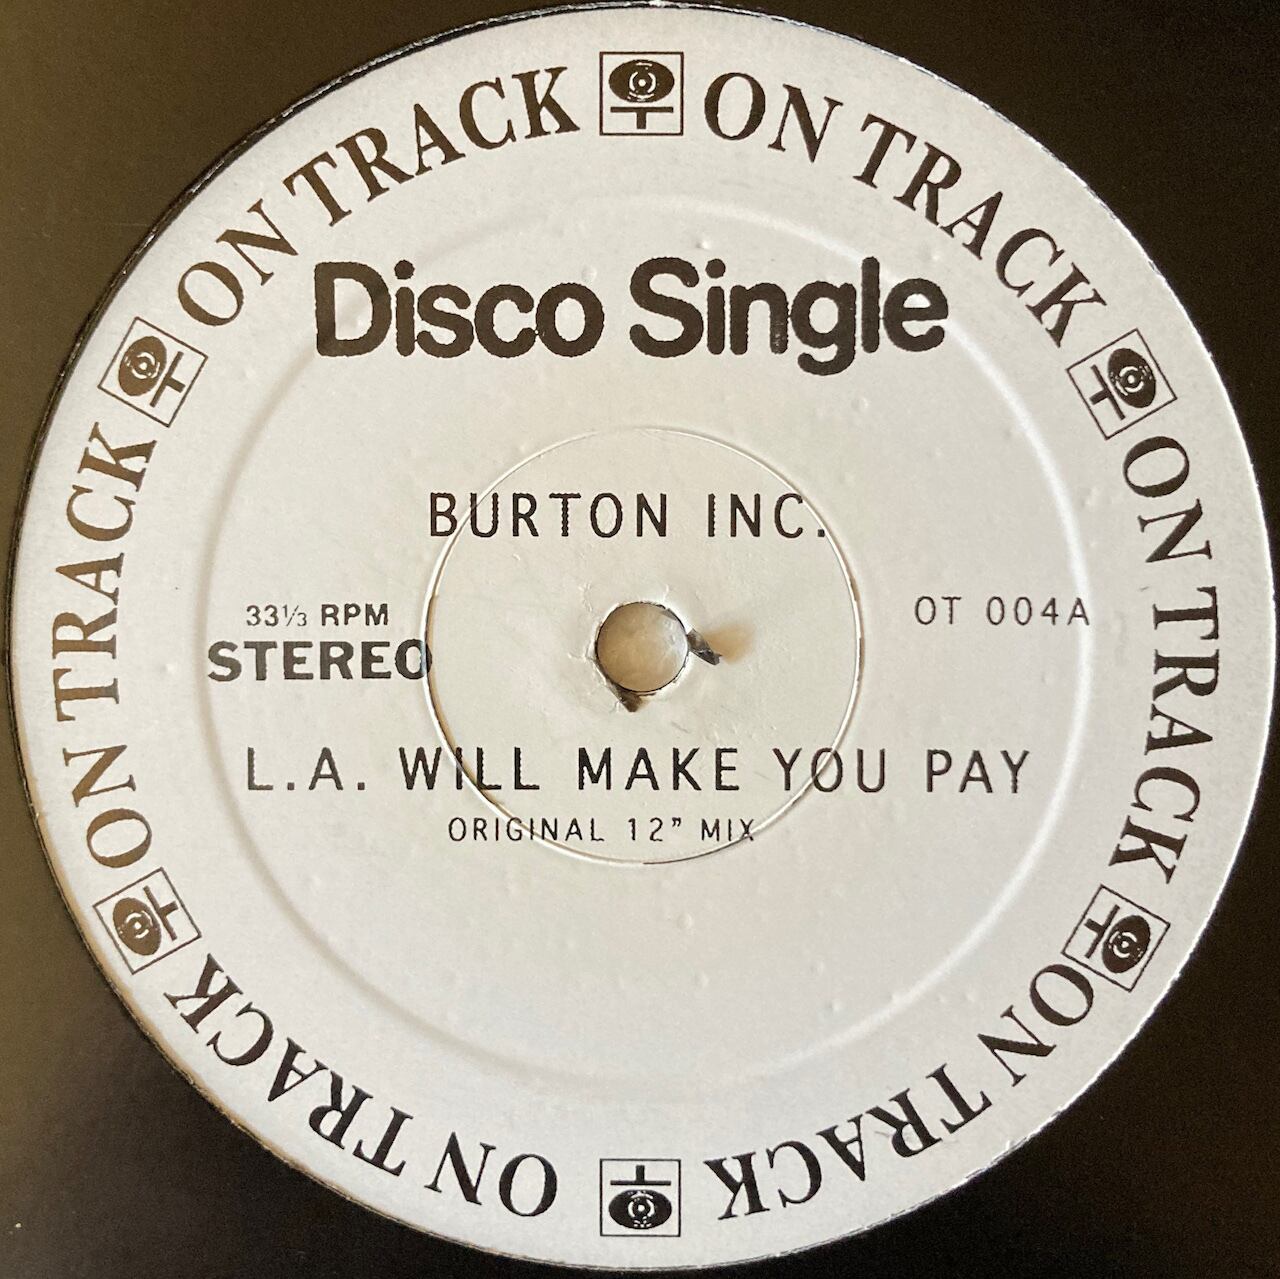 ON TRACK
ON TRACK
ON TRACK
ON TRACK
ON TRACK
ON TRACK
Disco Single
BURTON INC.
33⅓ RPM
STEREO
OT 004A
L.A. WILL MAKE YOU PAY
ORIGINAL 12” MIX